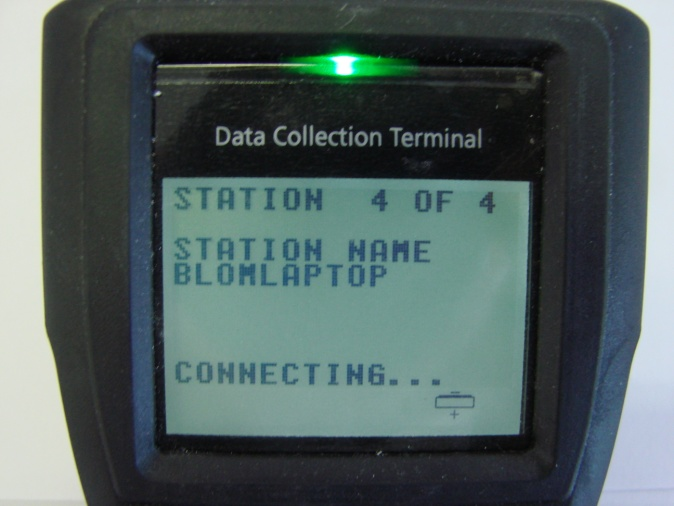 Data Collection Terminal
STATION 4 OF 4
STATION NAME
BLOMLAPTOP
CONNECTING...